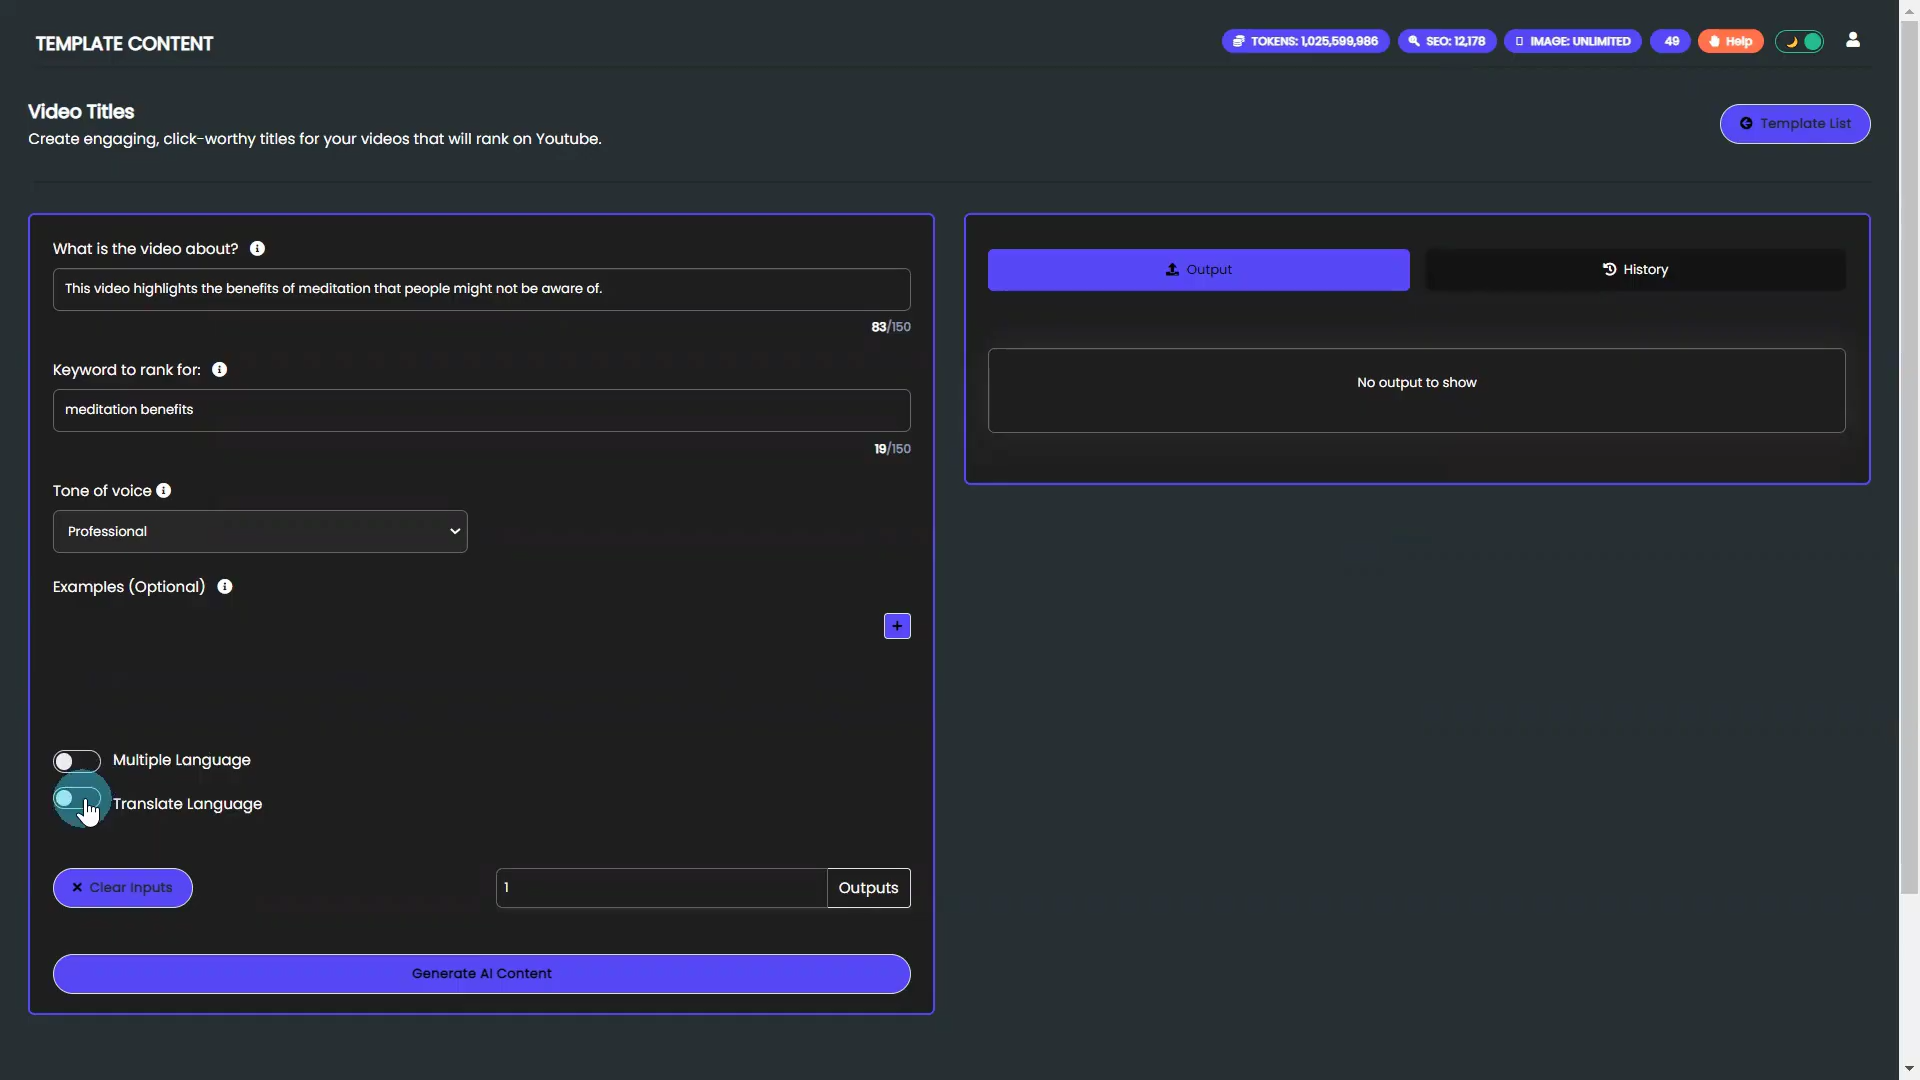 TEMPLATE CONTENT
TOKENS: 1,025,599,986
SEO: 12,178
IMAGE: UNLIMITED
49
Help
Video Titles
Create engaging, click-worthy titles for your videos that will rank on Youtube.
Template List
What is the video about?
This video highlights the benefits of meditation that people might not be aware of.
83/150
Keyword to rank for:
meditation benefits
19/150
Tone of voice
Professional
Examples (Optional)
+
Multiple Language
Translate Language
Clear Inputs
1
Outputs
Generate AI Content
Output
History
No output to show